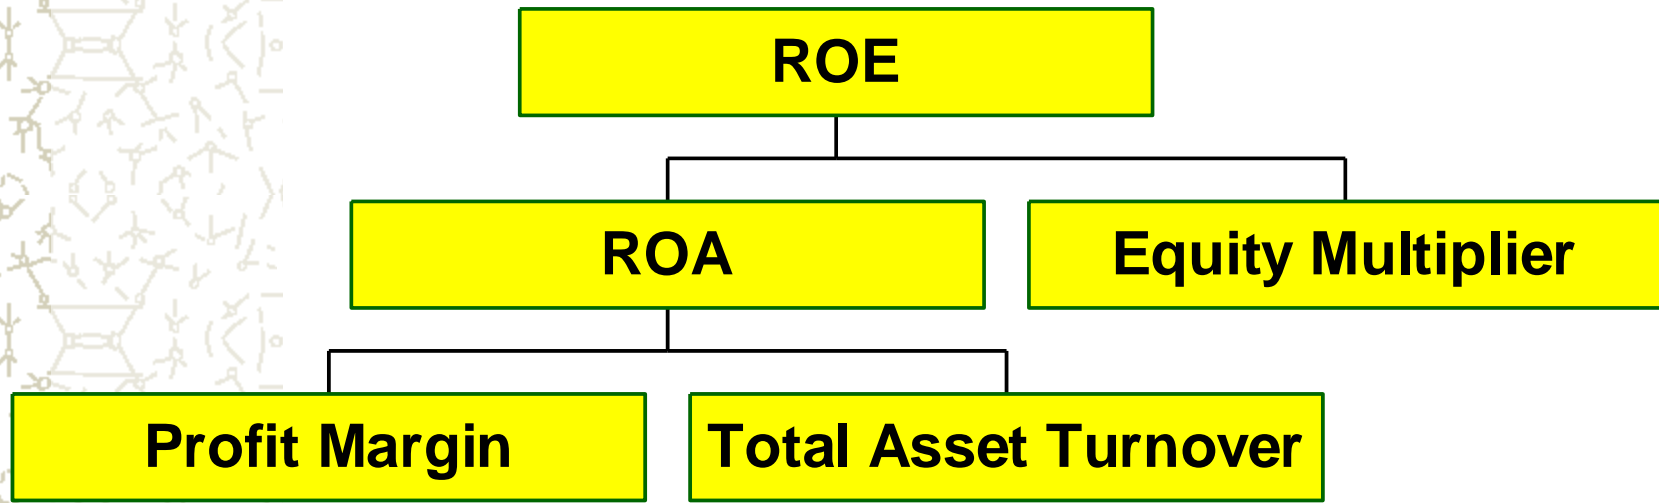 ROE
ROA
Equity Multiplier
Profit Margin
Total Asset Turnover